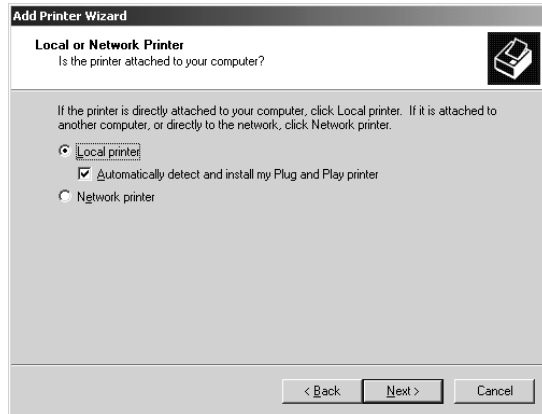 Add Printer Wizard
Local or Network Printer
Is the printer attached to your computer?
If the printer is directly attached to your computer, click Local printer. If it is attached to
another computer, or directly to the network, click Network printer.
Local printer
Automatically detect and install my Plug and Play printer
Network printer
< Back Next > Cancel